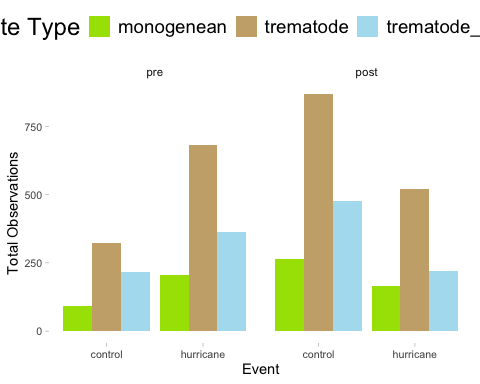 te Type monogenean trematode trematode_
pre post
750
500
250
0
Total Observations
control hurricane control hurricane
Event